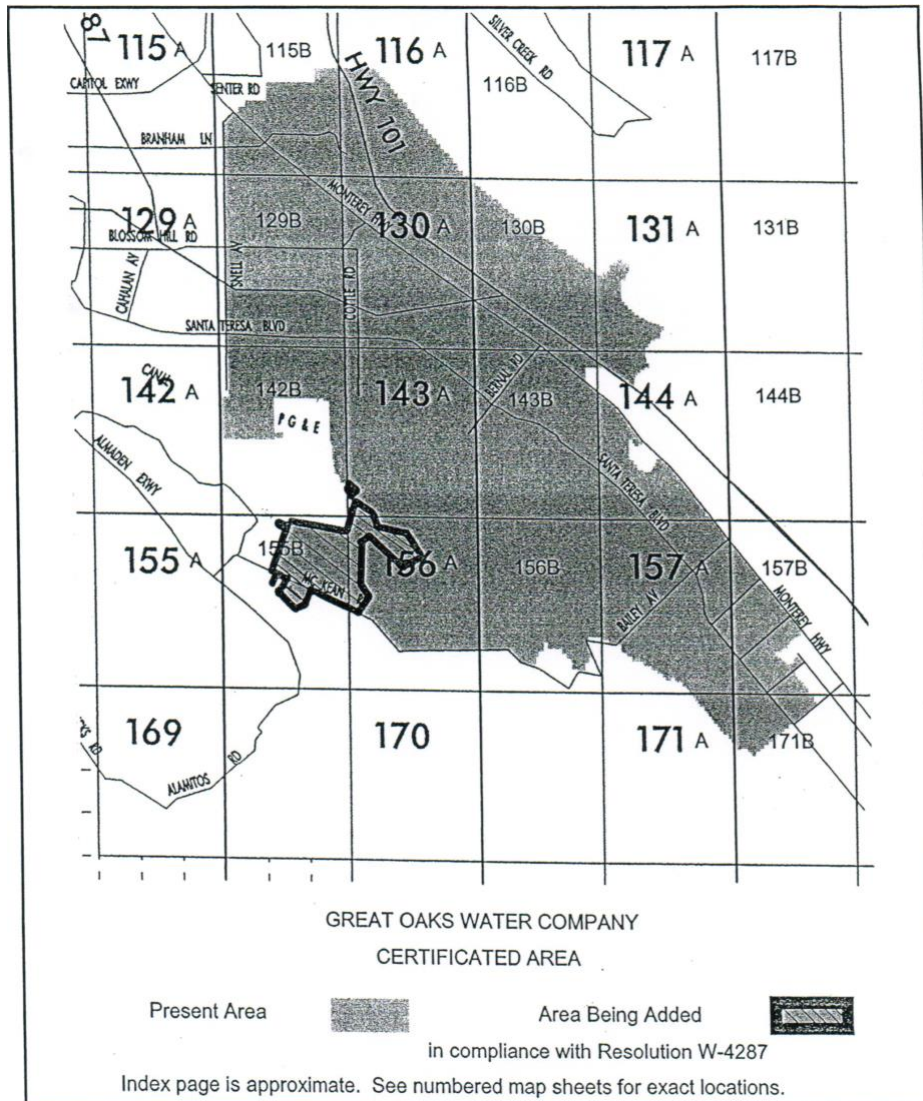 87
115 A
115B
116 A
SILVER CREEK RD
117 A
117B
CAPITOL EXWY
SENTER RD
HWY 101
116B
BRANHAM LN
MONTEREY
129 A
129B
130 A
130B
131 A
131B
BLOSSOM HILL RD
CAHALAN AV
SNELL AV
COTTLE RD
SANTA TERESA BLVD
142 A
142B
143
BERNAL RD
143B
144 A
144B
PG&E
ALMADEN EXWY
SANTA TERESA BLVD
155 A
155B
156 A
156B
157 A
157B
MC KEAN
BAILEY AV
MONTEREY HWY
169
170
171 A
171B
RD
ALAMITOS RD
GREAT OAKS WATER COMPANY
CERTIFICATED AREA
Present Area
Area Being Added
in compliance with Resolution W-4287
Index page is approximate. See numbered map sheets for exact locations.